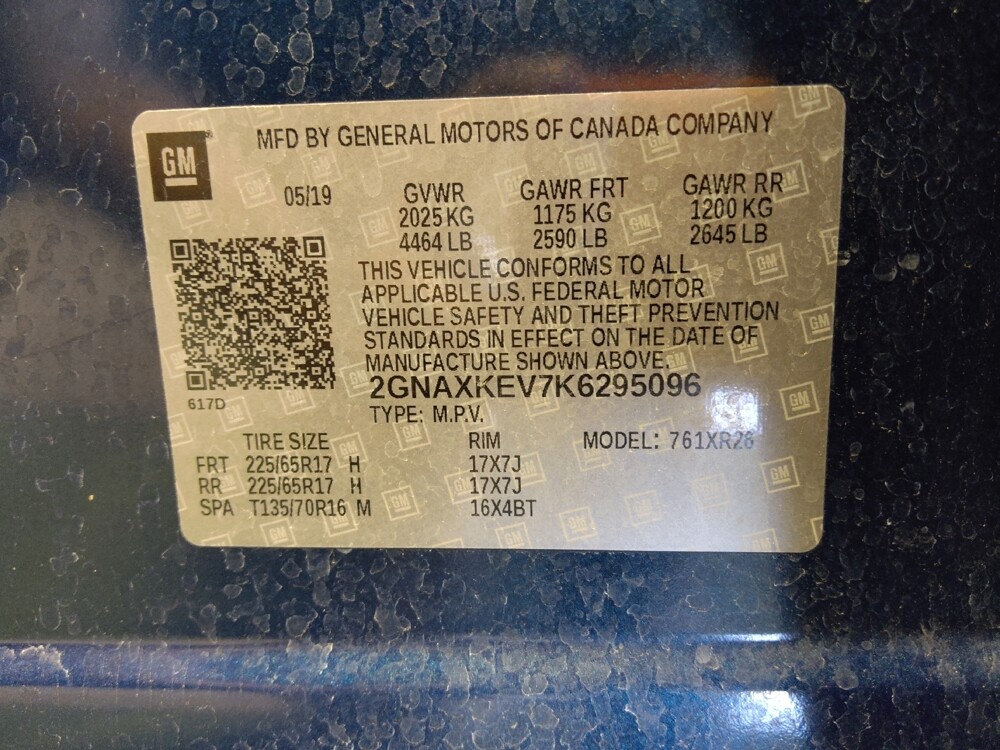 GM
MFD BY GENERAL MOTORS OF CANADA COMPANY
05/19 GVWR GAWR FRT GAWR RR
2025 KG 1175 KG 1200 KG
4464 LB 2590 LB 2645 LB
THIS VEHICLE CONFORMS TO ALL
APPLICABLE U.S. FEDERAL MOTOR
VEHICLE SAFETY AND THEFT PREVENTION
STANDARDS IN EFFECT ON THE DATE OF
MANUFACTURE SHOWN ABOVE.
2GNAXKEV7K6295096
617D
TYPE: M.P.V.
TIRE SIZE RIM MODEL: 761XR26
FRT 225/65R17 H 17X7J
RR 225/65R17 H 17X7J
SPA T135/70R16 M 16X4BT